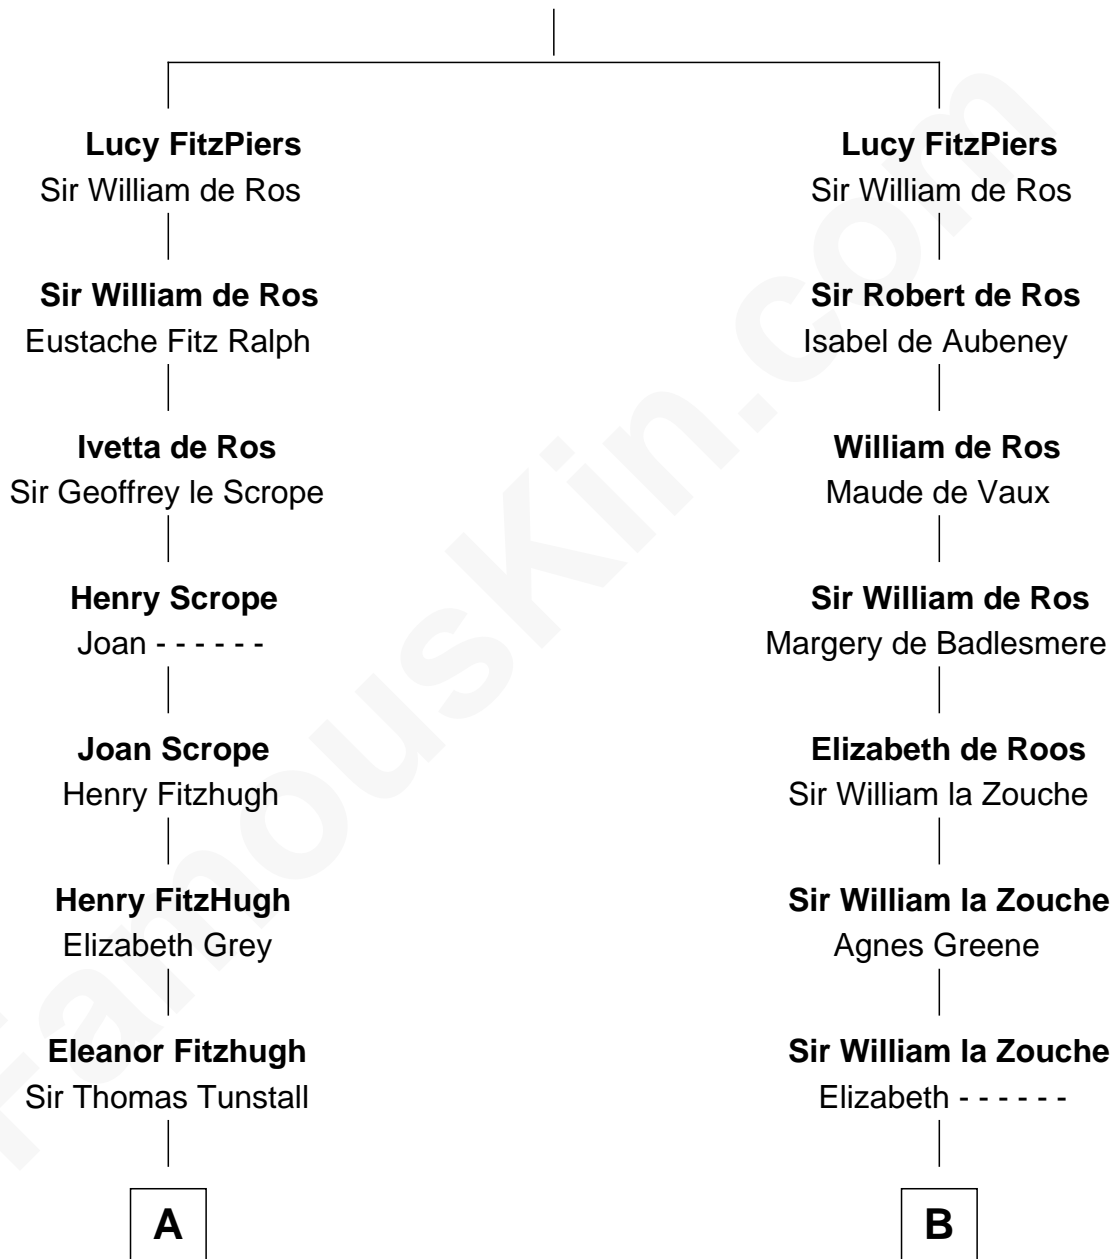 Lucy FitzPiers
Sir William de Ros
Sir William de Ros
Eustache Fitz Ralph
Ivetta de Ros
Sir Geoffrey le Scrope
Henry Scrope
Joan - - - - - -
Joan Scrope
Henry Fitzhugh
Henry FitzHugh
Elizabeth Grey
Eleanor Fitzhugh
Sir Thomas Tunstall
A
Lucy FitzPiers
Sir William de Ros
Sir Robert de Ros
Isabel de Aubeney
William de Ros
Maude de Vaux
Sir William de Ros
Margery de Badlesmere
Elizabeth de Roos
Sir William la Zouche
Sir William la Zouche
Agnes Greene
Sir William la Zouche
Elizabeth - - - - - -
B
FamousKin.com